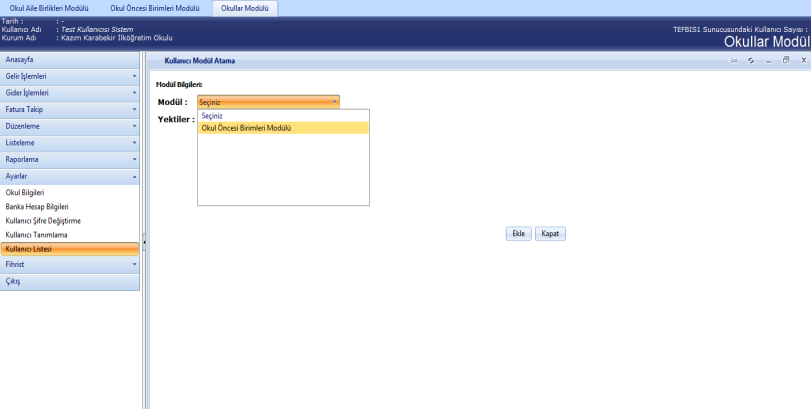 Okul Aile Birlikleri Modülü Okul Öncesi Birimleri Modülü Okullar Modülü
Tarih : : -
Kullanıcı Adı : Test Kullanıcısı Sistem TEFBIS1 Sunucusundaki Kullanıcı Sayısı :
Kurum Adı : Kazım Karabekir İlköğretim Okulu
Okullar Modül
Anasayfa
Gelir İşlemleri
Gider İşlemleri
Fatura Takip
Düzenleme
Listeleme
Raporlama
Ayarlar
Okul Bilgileri
Banka Hesap Bilgileri
Kullanıcı Şifre Değiştirme
Kullanıcı Tanımlama
Kullanıcı Listesi
Fihrist
Çıkış
Kullanıcı Modül Atama
Modül Bilgileri:
Modül : Seçiniz
Yektiler :
Seçiniz
Okul Öncesi Birimleri Modülü
Ekle Kapat